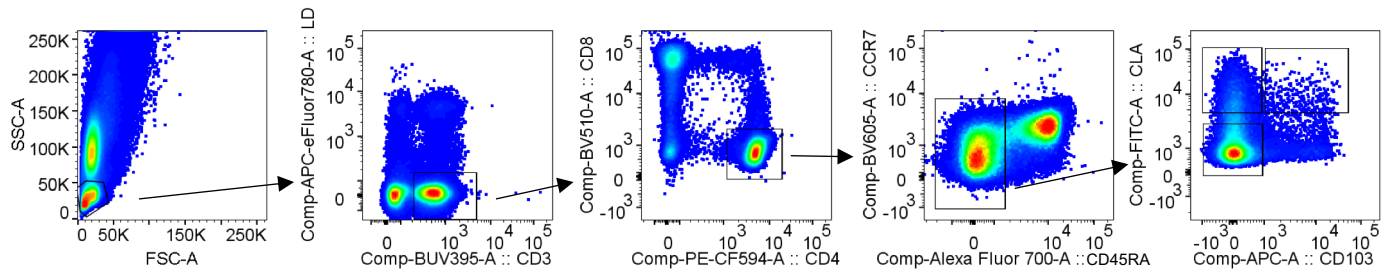 250K
200K
150K
100K
50K
0
SSC-A
0 50K 150K 250K
FSC-A
10^5
10^4
10^3
0
Comp-APC-eFluor780-A :: LD
0 10^3 10^4 10^5
Comp-BUV395-A :: CD3
10^5
10^4
10^3
0
-10^3
Comp-BV510-A :: CD8
0 10^3 10^4 10^5
Comp-PE-CF594-A :: CD4
10^5
10^4
10^3
0
-10^3
Comp-BV605-A :: CCR7
0 10^3 10^4 10^5
Comp-Alexa Fluor 700-A :: CD45RA
10^5
10^4
10^3
0
-10^3
Comp-FITC-A :: CLA
-10^3 0 10^3 10^4 10^5
Comp-APC-A :: CD103